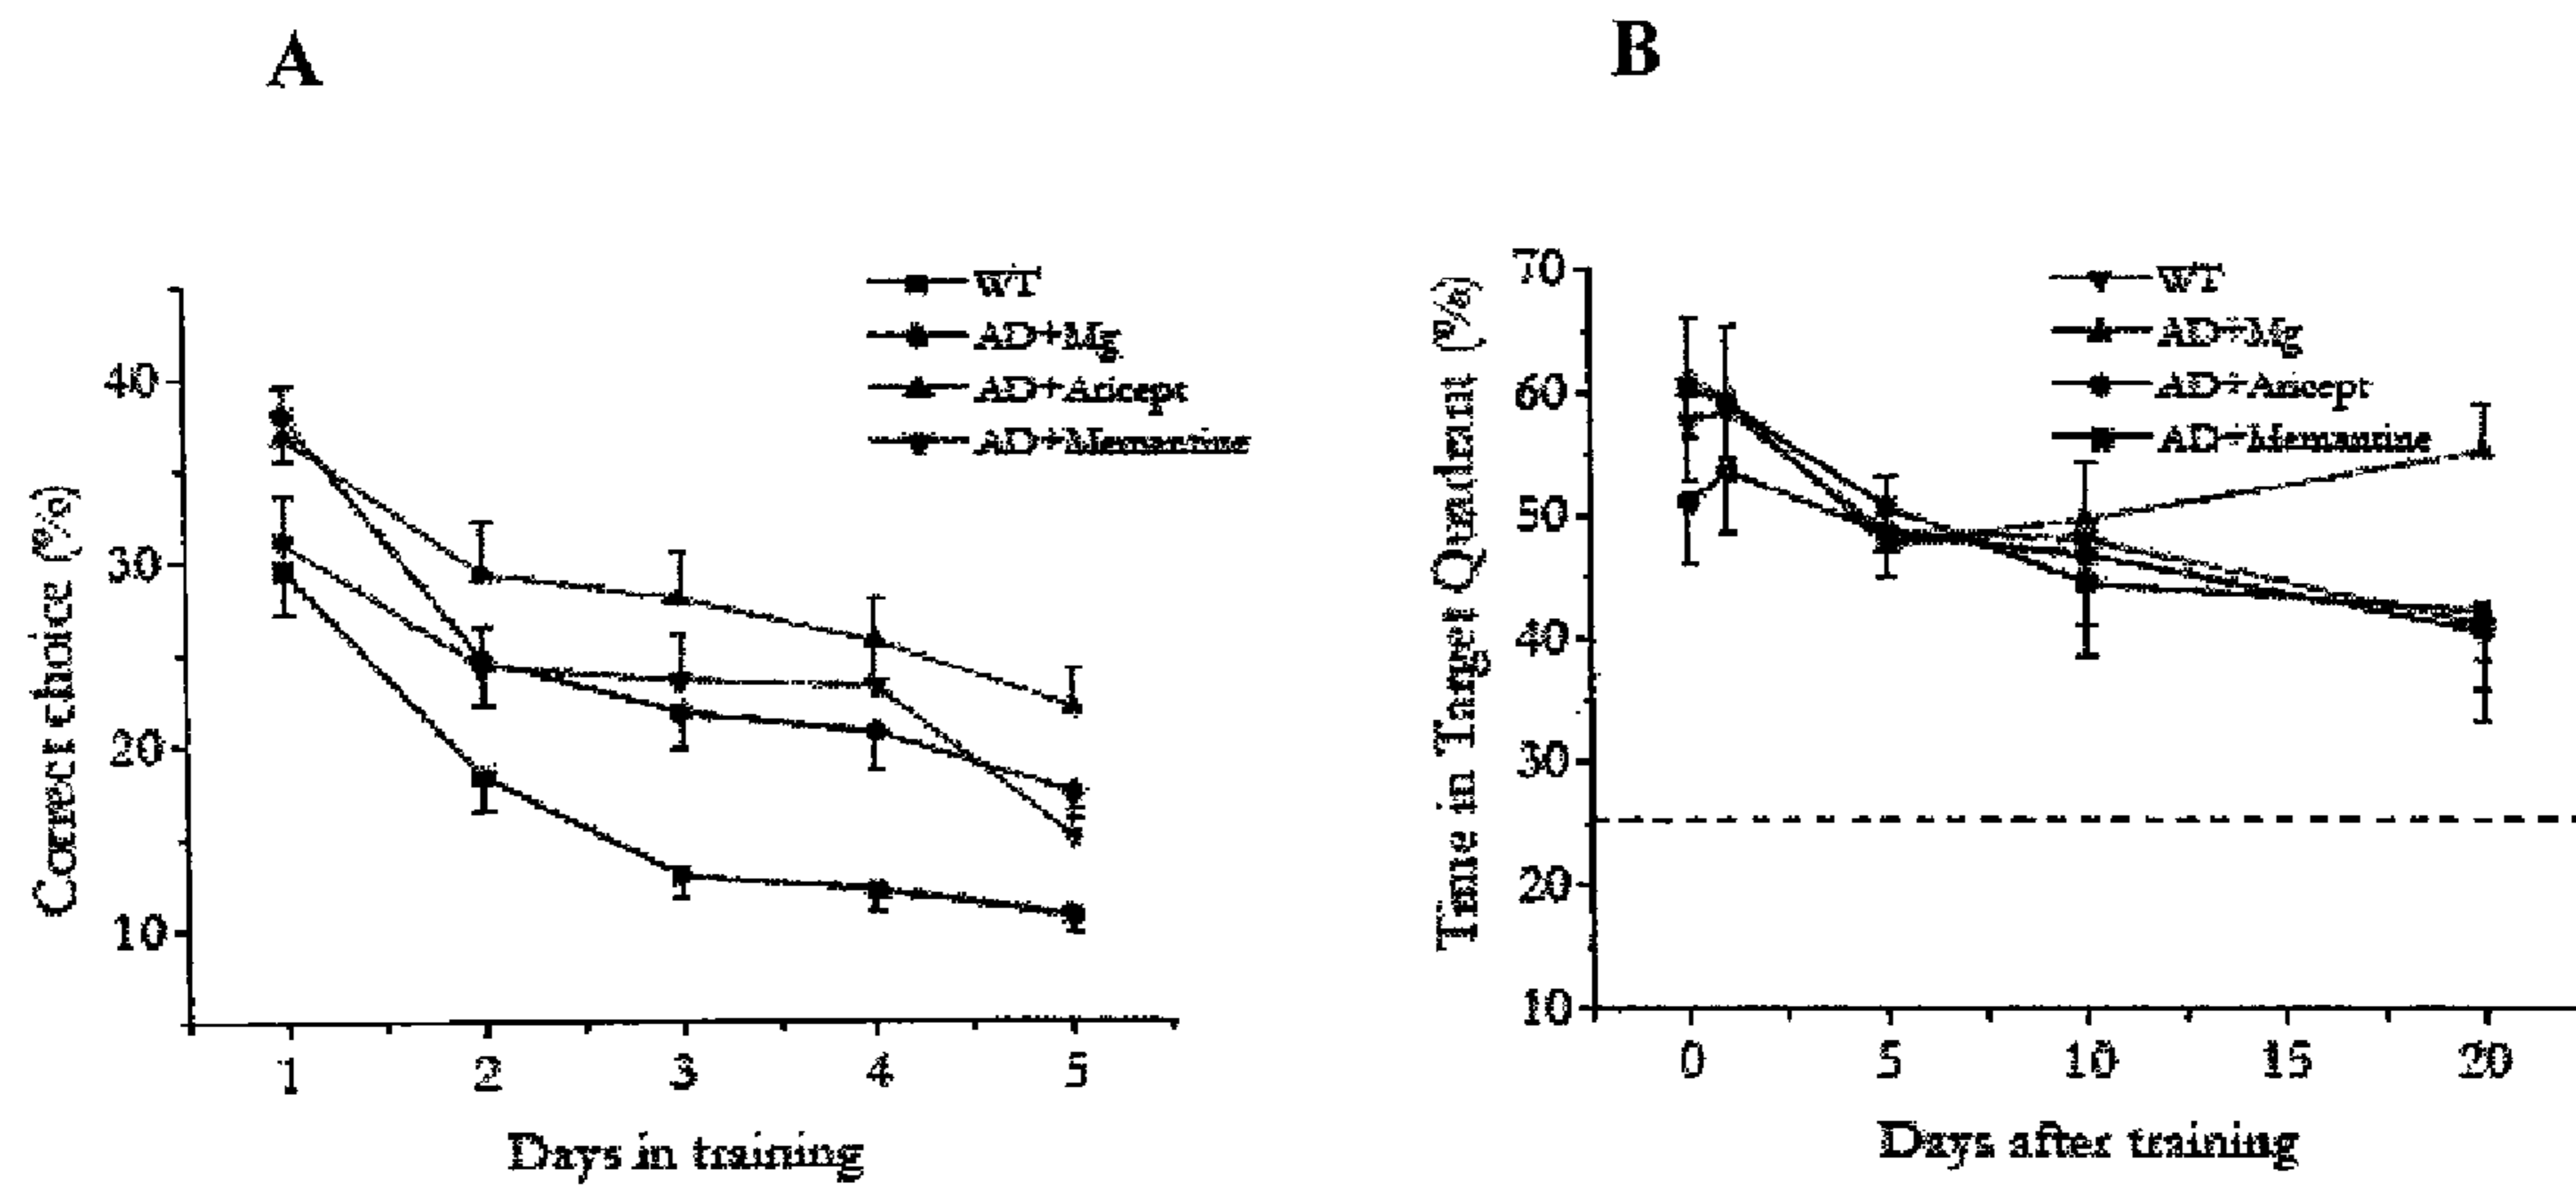 A
Correct choice (%)
40
30
20
10
WT
AD+Mg
AD+Aricept
AD+Memantine
1 2 3 4 5
Days in training
B
Time in Target Quadrant (%)
70
60
50
40
30
20
10
WT
AD+Mg
AD+Aricept
AD+Memantine
0 5 10 15 20
Days after training